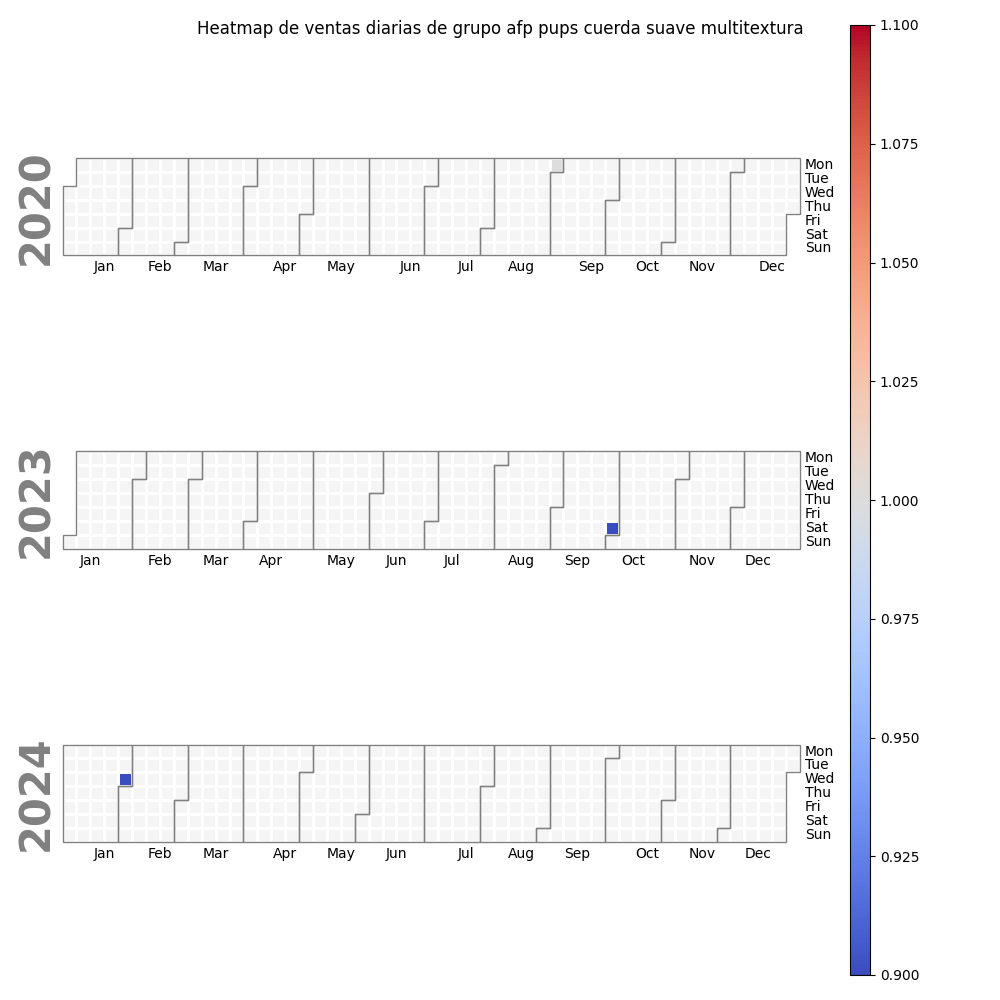 Heatmap de ventas diarias de grupo afp pups cuerda suave multitextura
2020
Mon
Tue
Wed
Thu
Fri
Sat
Sun
Jan Feb Mar Apr May Jun Jul Aug Sep Oct Nov Dec
2023
Mon
Tue
Wed
Thu
Fri
Sat
Sun
Jan Feb Mar Apr May Jun Jul Aug Sep Oct Nov Dec
2024
Mon
Tue
Wed
Thu
Fri
Sat
Sun
Jan Feb Mar Apr May Jun Jul Aug Sep Oct Nov Dec
1.100
1.075
1.050
1.025
1.000
0.975
0.950
0.925
0.900